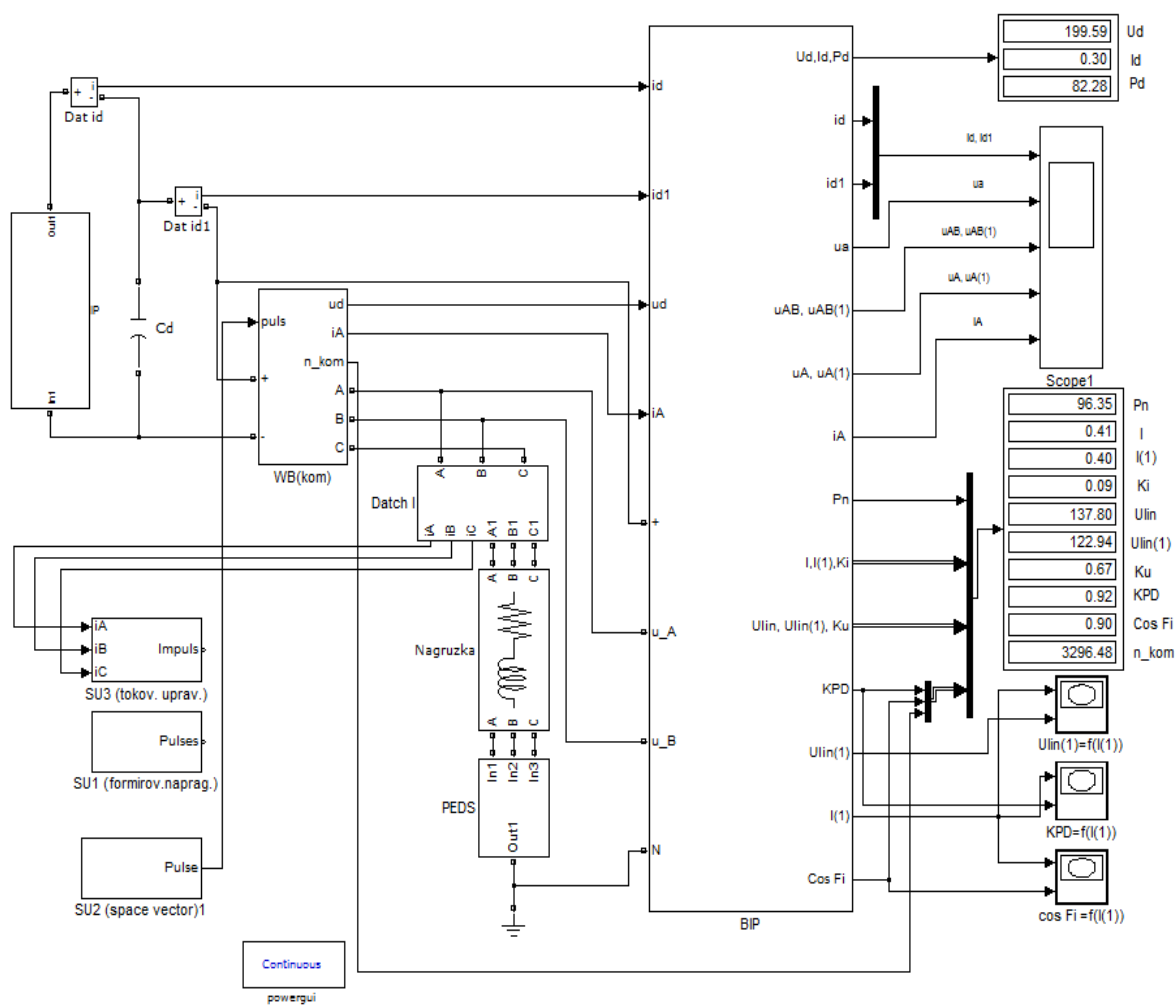 199.59 Ud
0.30 Id
82.28 Pd
Ud,Id,Pd
i
+
-
Dat id
id
id
Id, Id1
id1
i
+
-
Dat id1
id1
ua
ua
uAB, uAB(1)
out1
IP
in1
Cd
puls
+
-
ud
iA
n_kom
A
B
C
WB(kom)
ud
uAB, uAB(1)
uA, uA(1)
IA
uA, uA(1)
Scope1
iA
iA
96.35 Pn
0.41 I
0.40 I(1)
0.09 Ki
137.80 Ulin
122.94 Ulin(1)
0.67 Ku
0.92 KPD
0.90 Cos Fi
3296.48 n_kom
A B C
Datch I
iA iB iC A1 B1 C1
Pn
+
I,I(1),Ki
A B C
Nagruzka
A B C
iA
iB
iC
Impuls
SU3 (tokov. uprav.)
u_A
Ulin, Ulin(1), Ku
KPD
Pulses
SU1 (formirov.naprag.)
u_B
Ulin(1)
Ulin(1)=f(I(1))
In1 In2 In3
PEDS
Out1
I(1)
KPD=f(I(1))
Pulse
SU2 (space vector)1
N
Cos Fi
cos Fi =f(I(1))
BIP
Continuous
powergui